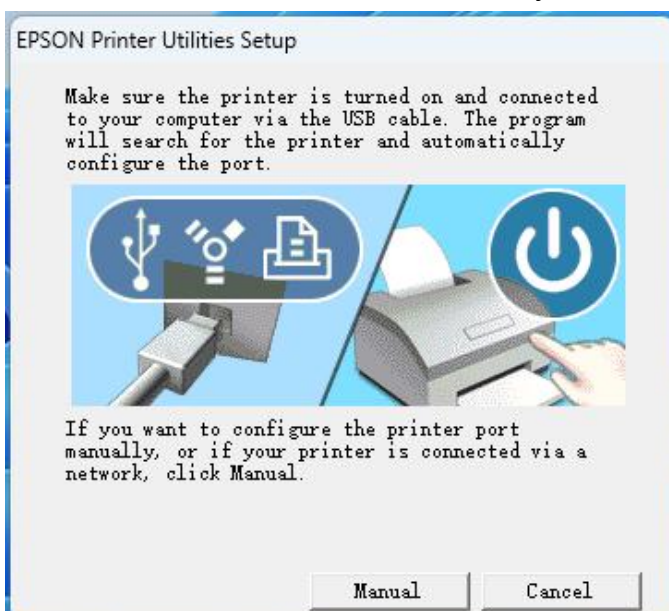 EPSON Printer Utilities Setup
Make sure the printer is turned on and connected
to your computer via the USB cable. The program
will search for the printer and automatically
configure the port.
If you want to configure the printer port
manually, or if your printer is connected via a
network, click Manual.
Manual
Cancel